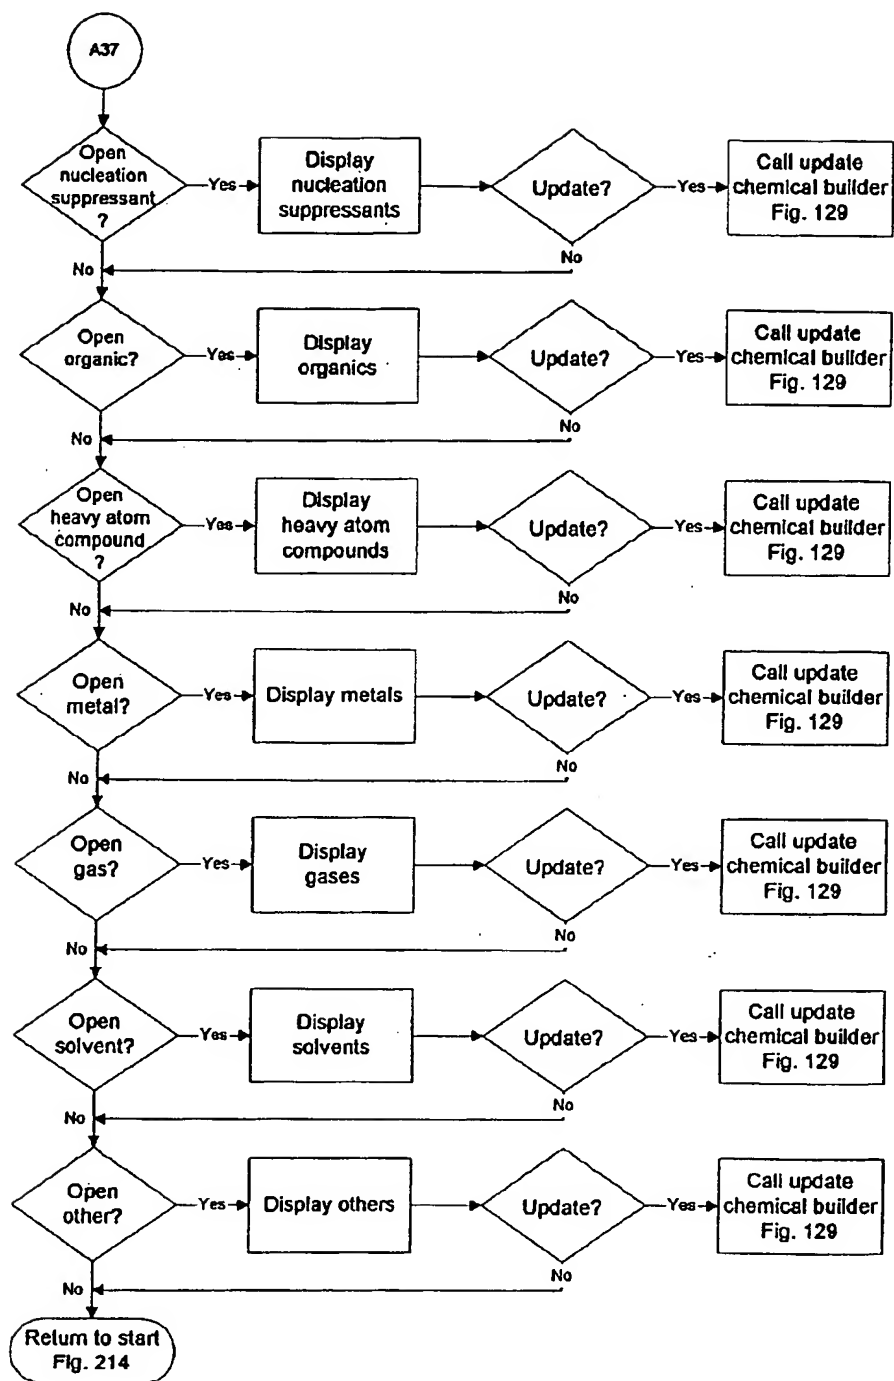 A37
Open
nucleation
suppressant
?
Yes
Display
nucleation
suppressants
Update?
Yes
Call update
chemical builder
Fig. 129
No
No
Open
organic?
Yes
Display
organics
Update?
Yes
Call update
chemical builder
Fig. 129
No
No
Open
heavy atom
compound
?
Yes
Display
heavy atom
compounds
Update?
Yes
Call update
chemical builder
Fig. 129
No
No
Open
metal?
Yes
Display metals
Update?
Yes
Call update
chemical builder
Fig. 129
No
No
Open
gas?
Yes
Display
gases
Update?
Yes
Call update
chemical builder
Fig. 129
No
No
Open
solvent?
Yes
Display
solvents
Update?
Yes
Call update
chemical builder
Fig. 129
No
No
Open
other?
Yes
Display others
Update?
Yes
Call update
chemical builder
Fig. 129
No
No
Return to start
Fig. 214